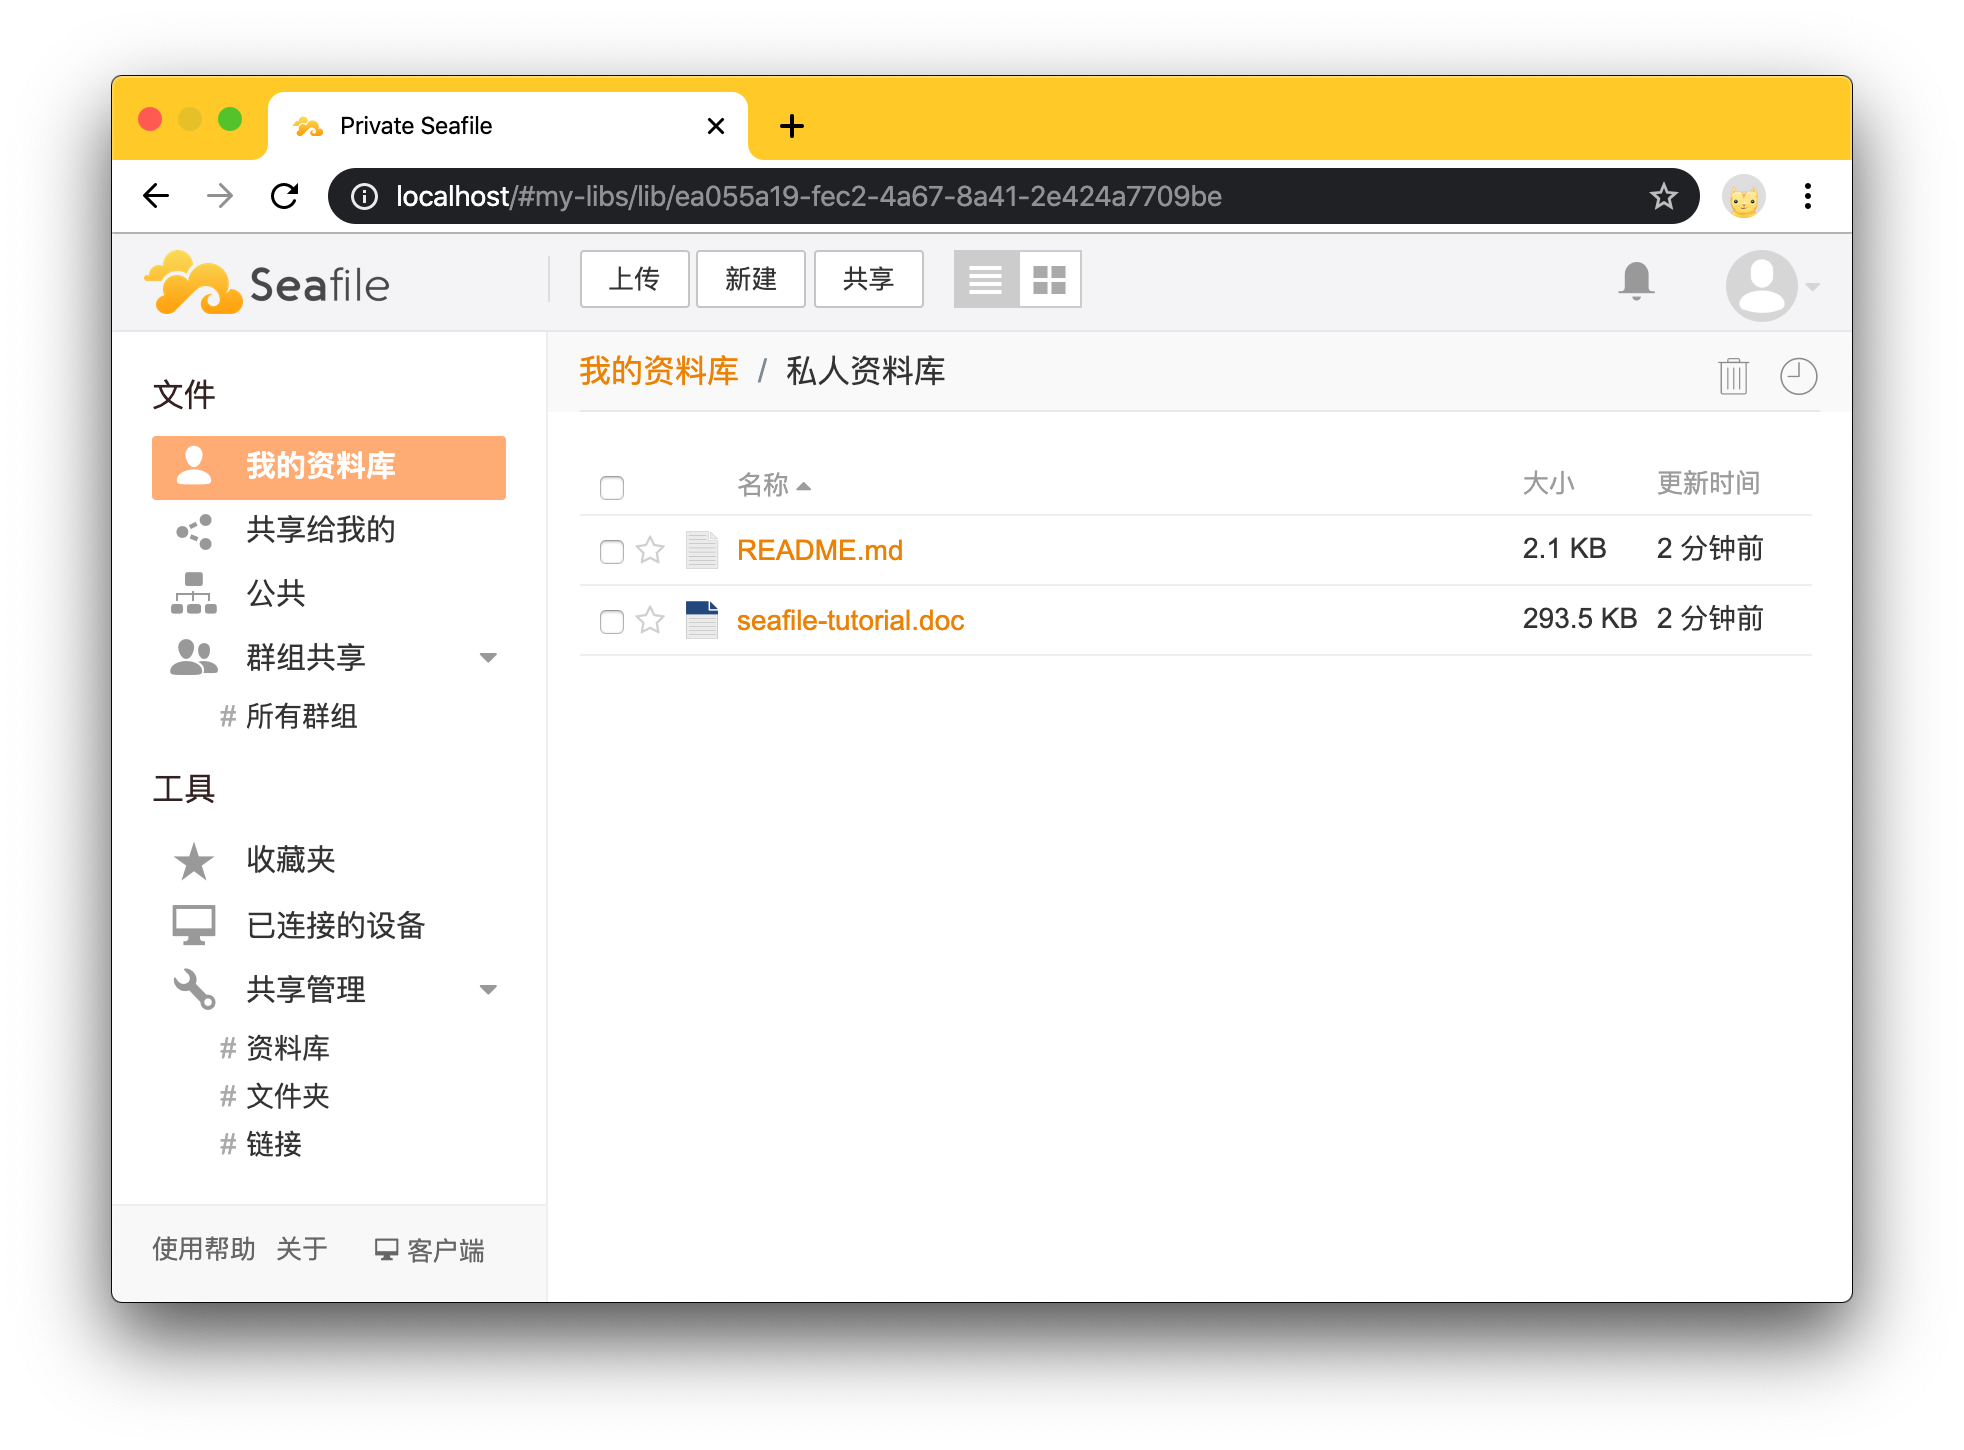 Private Seafile
localhost/#my-libs/lib/ea055a19-fec2-4a67-8a41-2e424a7709be
Seafile
上传 新建 共享
文件
我的资料库
共享给我的
公共
群组共享
# 所有群组
工具
收藏夹
已连接的设备
共享管理
# 资料库
# 文件夹
# 链接
使用帮助 关于 客户端
我的资料库 / 私人资料库
名称 大小 更新时间
README.md 2.1 KB 2 分钟前
seafile-tutorial.doc 293.5 KB 2 分钟前